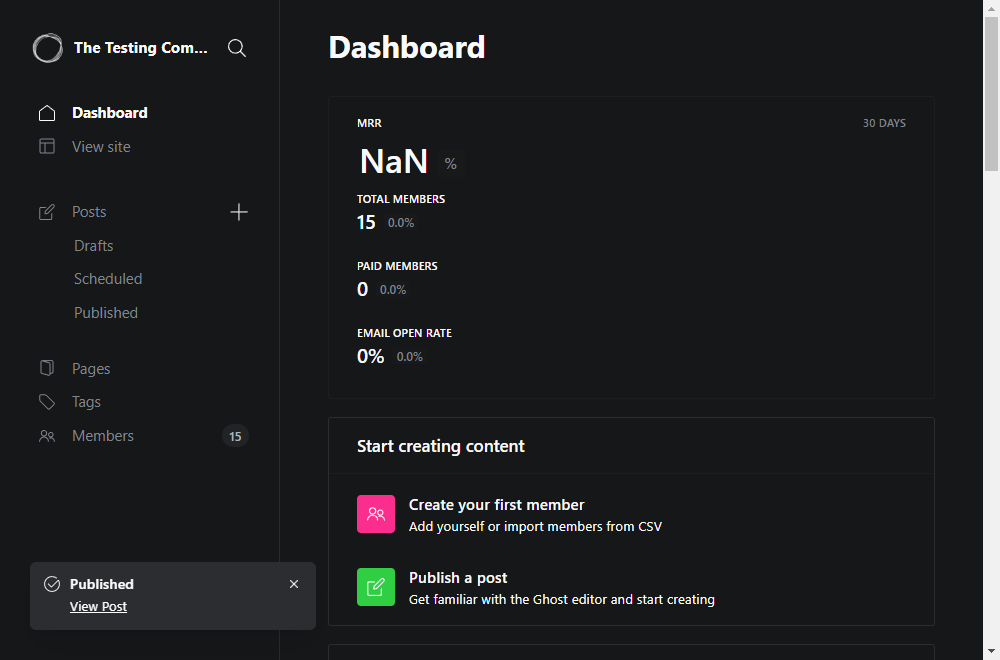 The Testing Com...
Dashboard
View site
Posts
Drafts
Scheduled
Published
Pages
Tags
Members 15
Published
View Post
Dashboard
MRR 30 DAYS
NaN %
TOTAL MEMBERS
15 0.0%
PAID MEMBERS
0 0.0%
EMAIL OPEN RATE
0% 0.0%
Start creating content
Create your first member
Add yourself or import members from CSV
Publish a post
Get familiar with the Ghost editor and start creating